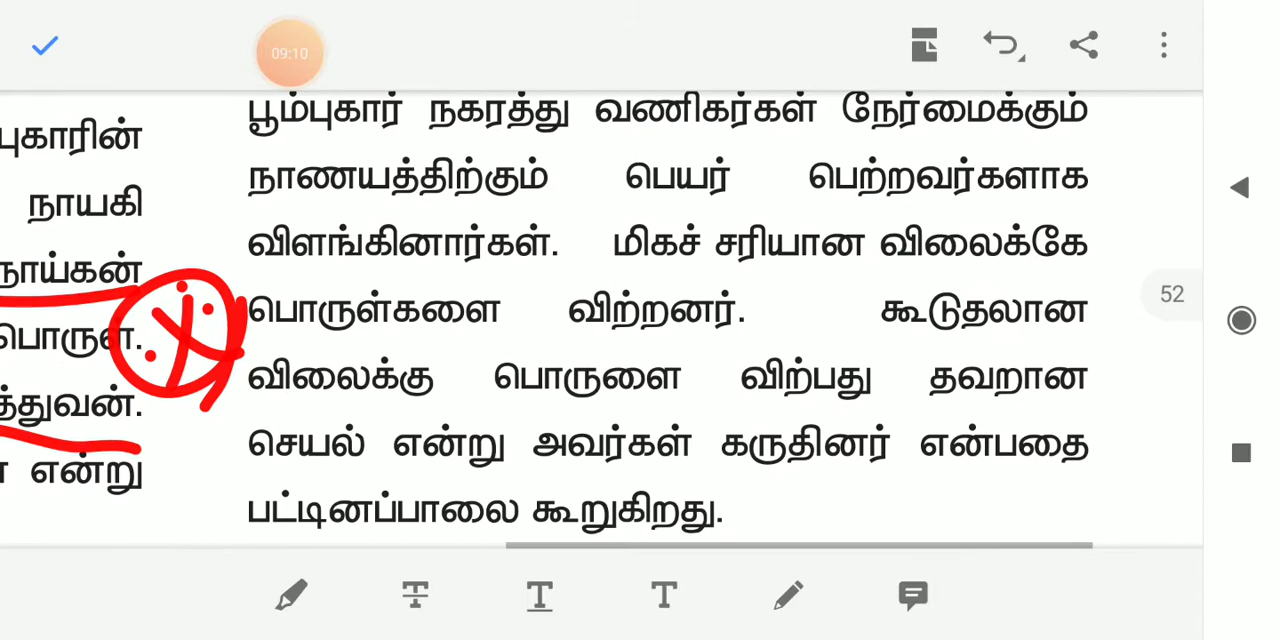 09:10
புகாரின்
நாயகி
நாய்கன்
பொருள்.
த்துவன்.
என்று
பூம்புகார் நகரத்து வணிகர்கள் நேர்மைக்கும்
நாணயத்திற்கும் பெயர் பெற்றவர்களாக
விளங்கினார்கள். மிகச் சரியான விலைக்கே
பொருள்களை விற்றனர். கூடுதலான
விலைக்கு பொருளை விற்பது தவறான
செயல் என்று அவர்கள் கருதினர் என்பதை
பட்டினப்பாலை கூறுகிறது.
52